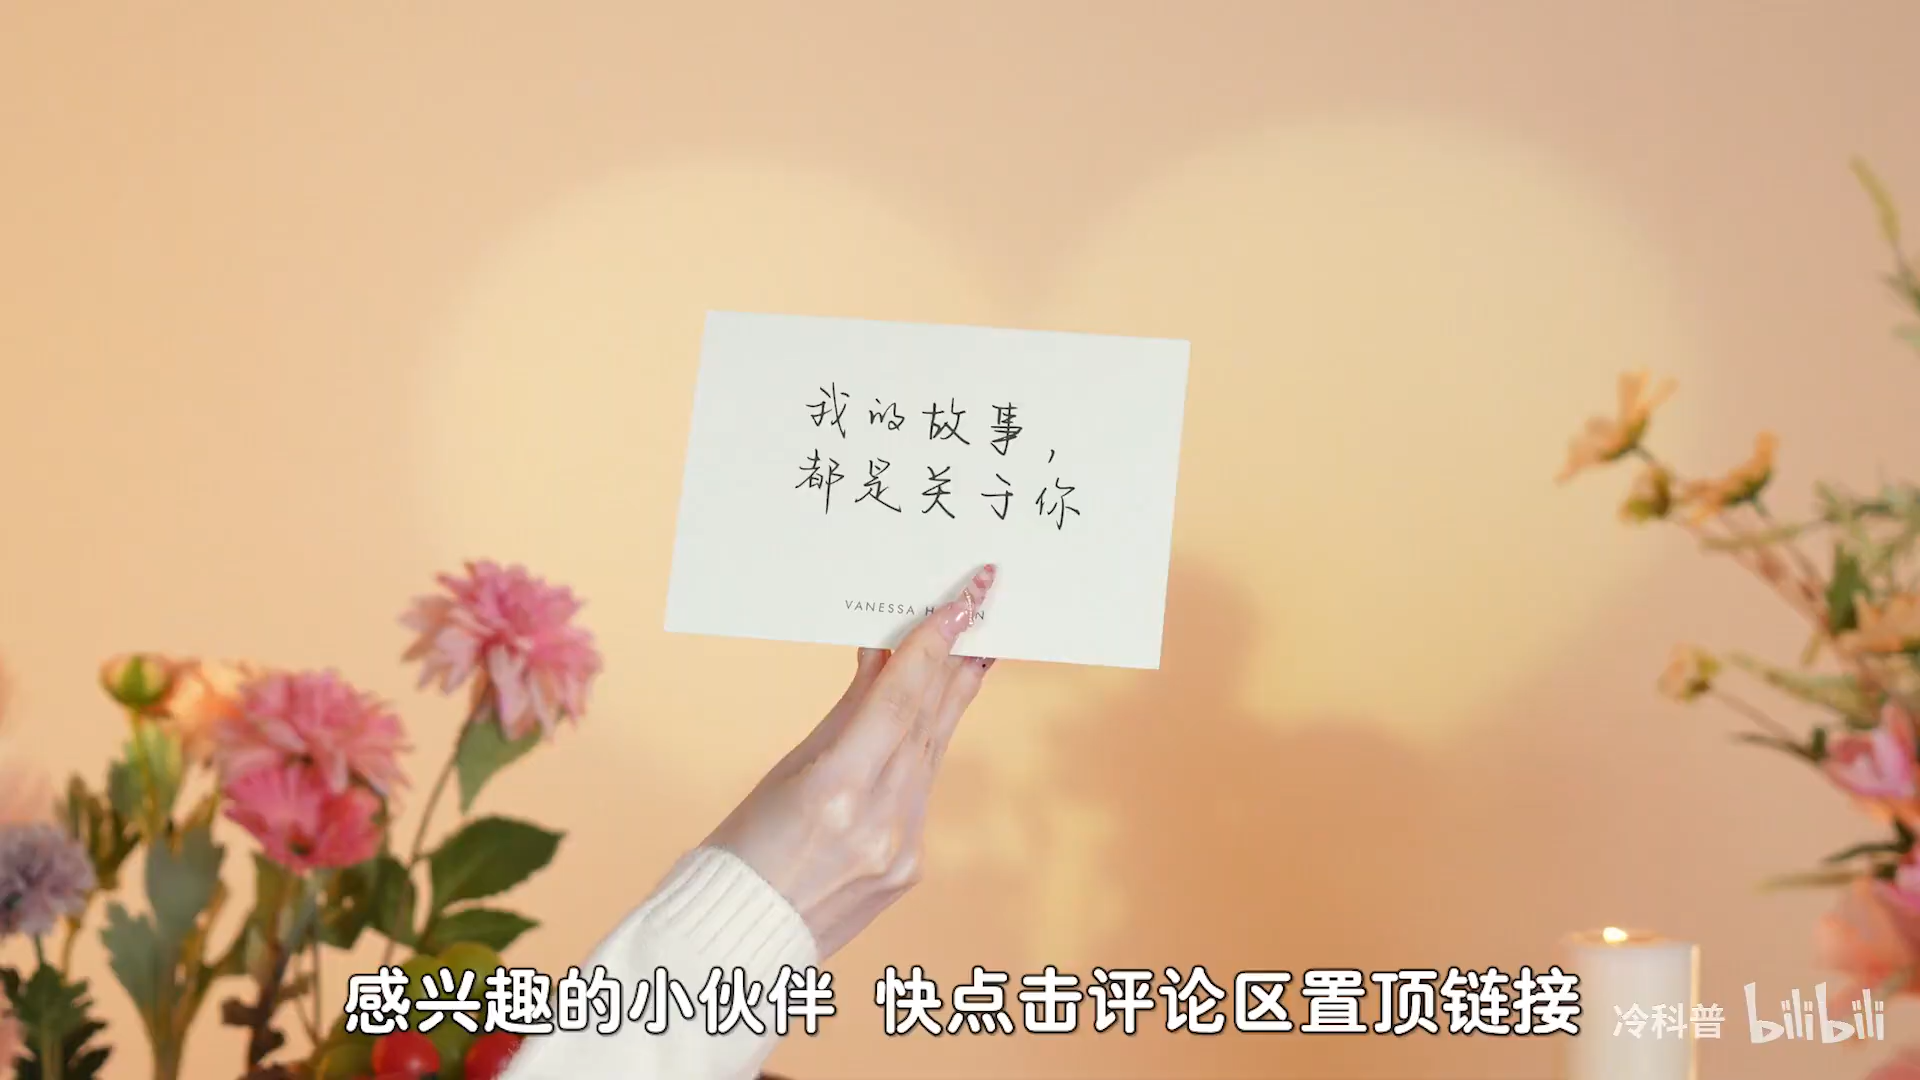 我的故事，
都是关于你
VANESSA
感兴趣的小伙伴 快点击评论区置顶链接
冷科普 bilibili